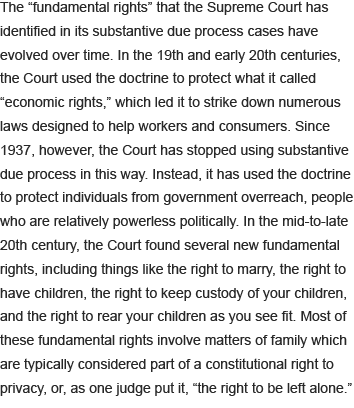 The “fundamental rights” that the Supreme Court has
identified in its substantive due process cases have
evolved over time. In the 19th and early 20th centuries,
the Court used the doctrine to protect what it called
“economic rights,” which led it to strike down numerous
laws designed to help workers and consumers. Since
1937, however, the Court has stopped using substantive
due process in this way. Instead, it has used the doctrine
to protect individuals from government overreach, people
who are relatively powerless politically. In the mid-to-late
20th century, the Court found several new fundamental
rights, including things like the right to marry, the right to
have children, the right to keep custody of your children,
and the right to rear your children as you see fit. Most of
these fundamental rights involve matters of family which
are typically considered part of a constitutional right to
privacy, or, as one judge put it, “the right to be left alone.”